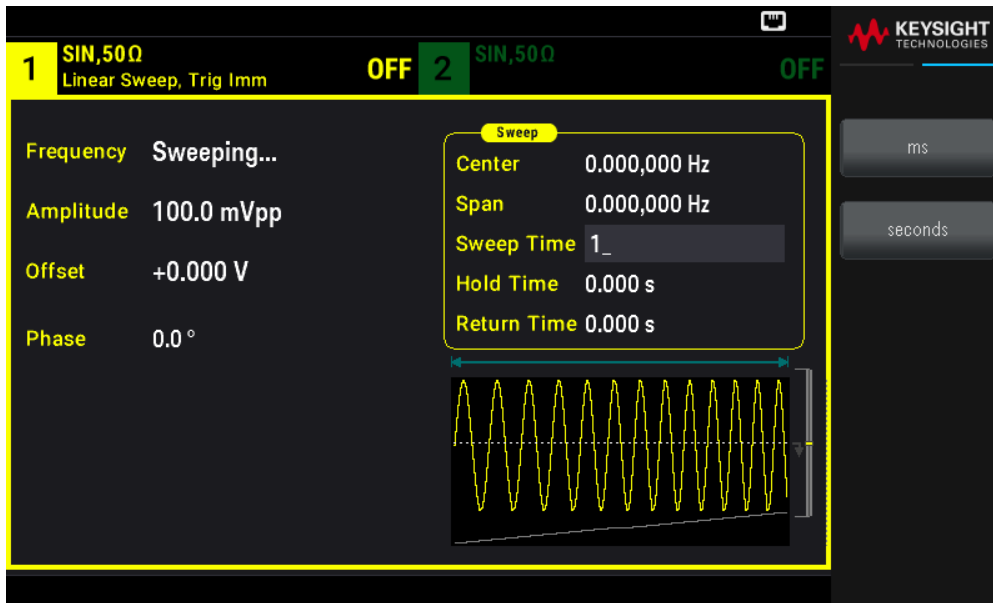 KEYSIGHT
TECHNOLOGIES
1 SIN,50Ω OFF
Linear Sweep, Trig Imm
2 SIN,50Ω OFF
Frequency Sweeping...
Amplitude 100.0 mVpp
Offset +0.000 V
Phase 0.0 °
Sweep
Center 0.000,000 Hz
Span 0.000,000 Hz
Sweep Time 1_
Hold Time 0.000 s
Return Time 0.000 s
ms
seconds